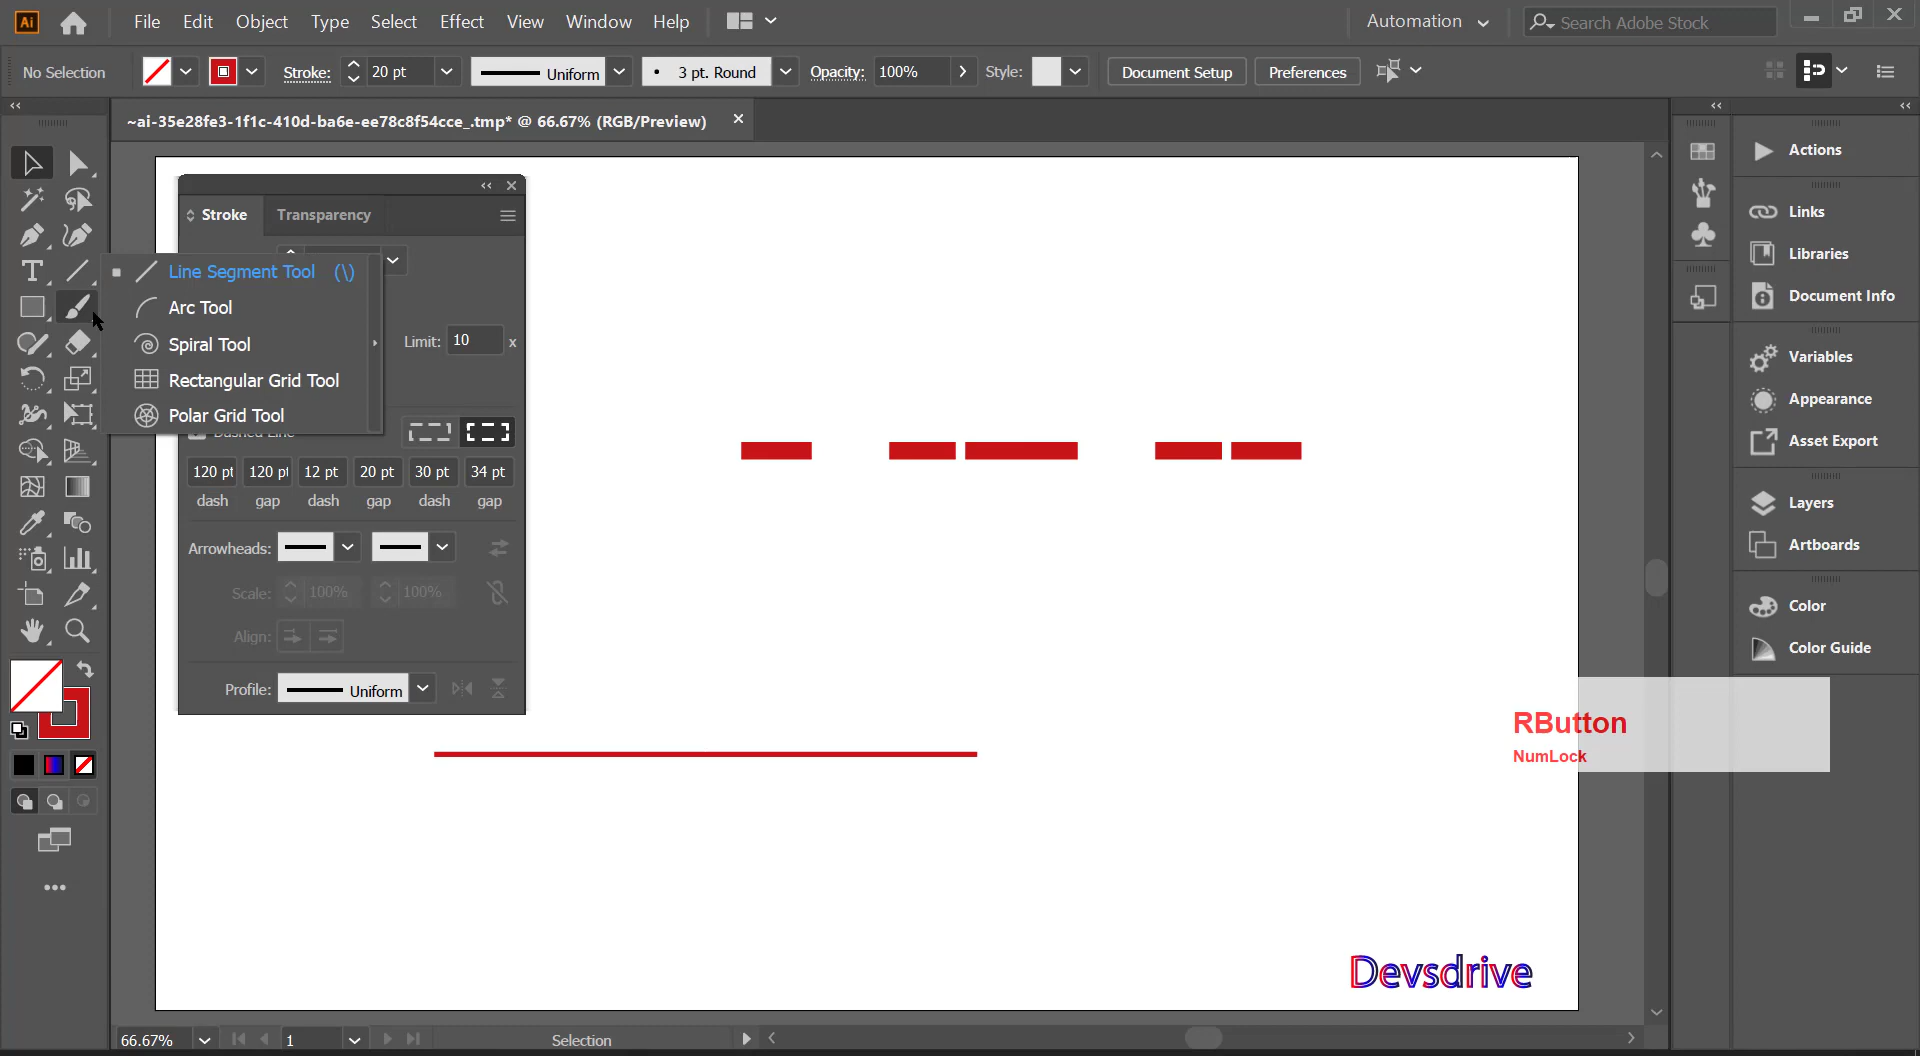 Ai File Edit Object Type Select Effect View Window Help Automation Search Adobe Stock
No Selection Stroke: 20 pt Uniform 3 pt. Round Opacity: 100% Style: Document Setup Preferences
~ai-35e28fe3-1f1c-410d-ba6e-ee78c8f54cce_.tmp* @ 66.67% (RGB/Preview)
Stroke Transparency
Line Segment Tool (\)
Arc Tool
Spiral Tool
Rectangular Grid Tool
Polar Grid Tool
Limit: 10 x
Dashed Line
120 pt 120 pt 12 pt 20 pt 30 pt 34 pt
dash gap dash gap dash gap
Arrowheads:
Scale: 100% 100%
Align:
Profile: Uniform
Actions
Links
Libraries
Document Info
Variables
Appearance
Asset Export
Layers
Artboards
Color
Color Guide
RButton
NumLock
Devsdrive
66.67% 1 Selection